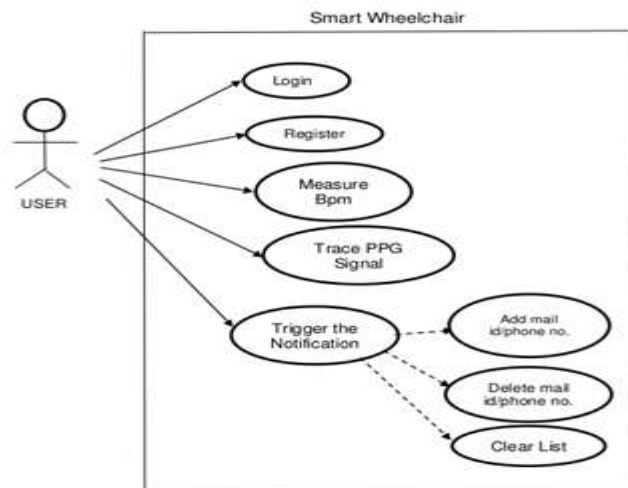 Smart Wheelchair
Login
Register
USER
Measure
Bpm
Trace PPG
Signal
Trigger the
Notification
Add mail
id/phone no.
Delete mail
id/phone no.
Clear List